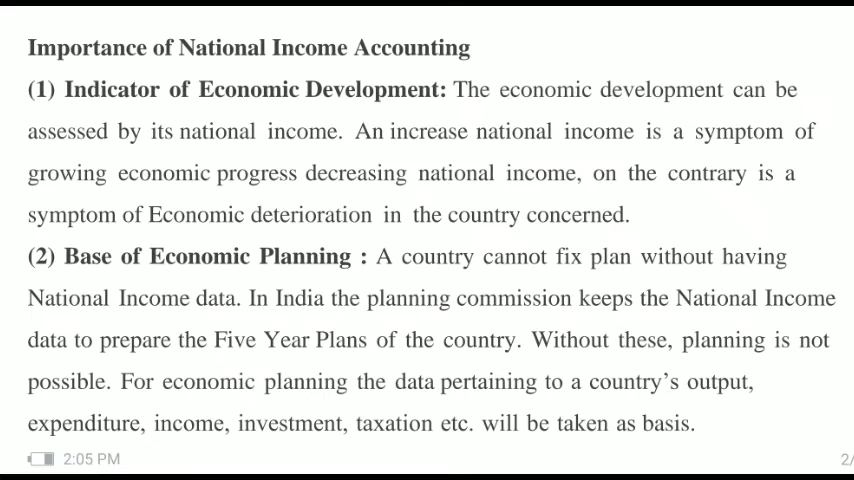 Importance of National Income Accounting
(1) Indicator of Economic Development: The economic development can be
assessed by its national income. An increase national income is a symptom of
growing economic progress decreasing national income, on the contrary is a
symptom of Economic deterioration in the country concerned.
(2) Base of Economic Planning : A country cannot fix plan without having
National Income data. In India the planning commission keeps the National Income
data to prepare the Five Year Plans of the country. Without these, planning is not
possible. For economic planning the data pertaining to a country's output,
expenditure, income, investment, taxation etc. will be taken as basis.
2:05 PM 2/